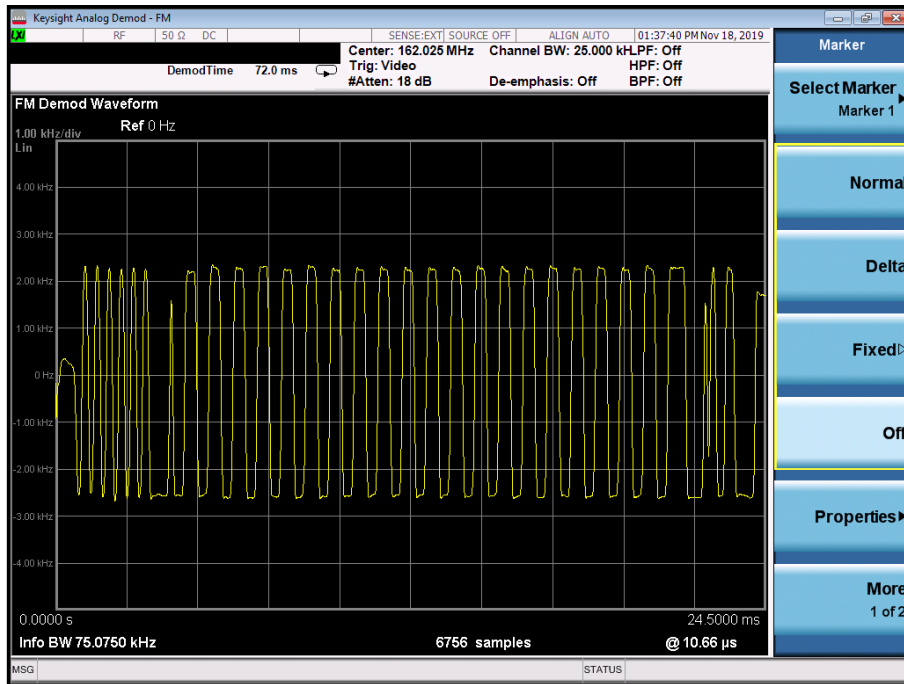 Keysight Analog Demod - FM
LXI RF 50 Ω DC SENSE:EXT SOURCE OFF ALIGN AUTO 01:37:40 PM Nov 18, 2019
Center: 162.025 MHz Channel BW: 25.000 kHLPF: Off
DemodTime 72.0 ms Trig: Video HPF: Off
#Atten: 18 dB De-emphasis: Off BPF: Off
FM Demod Waveform
1.00 kHz/div Ref 0 Hz
Lin
4.00 kHz
3.00 kHz
2.00 kHz
1.00 kHz
0 Hz
-1.00 kHz
-2.00 kHz
-3.00 kHz
-4.00 kHz
0.0000 s 24.5000 ms
Info BW 75.0750 kHz 6756 samples @ 10.66 µs
MSG STATUS
Marker
Select Marker
Marker 1
Normal
Delta
Fixed
Off
Properties
More
1 of 2